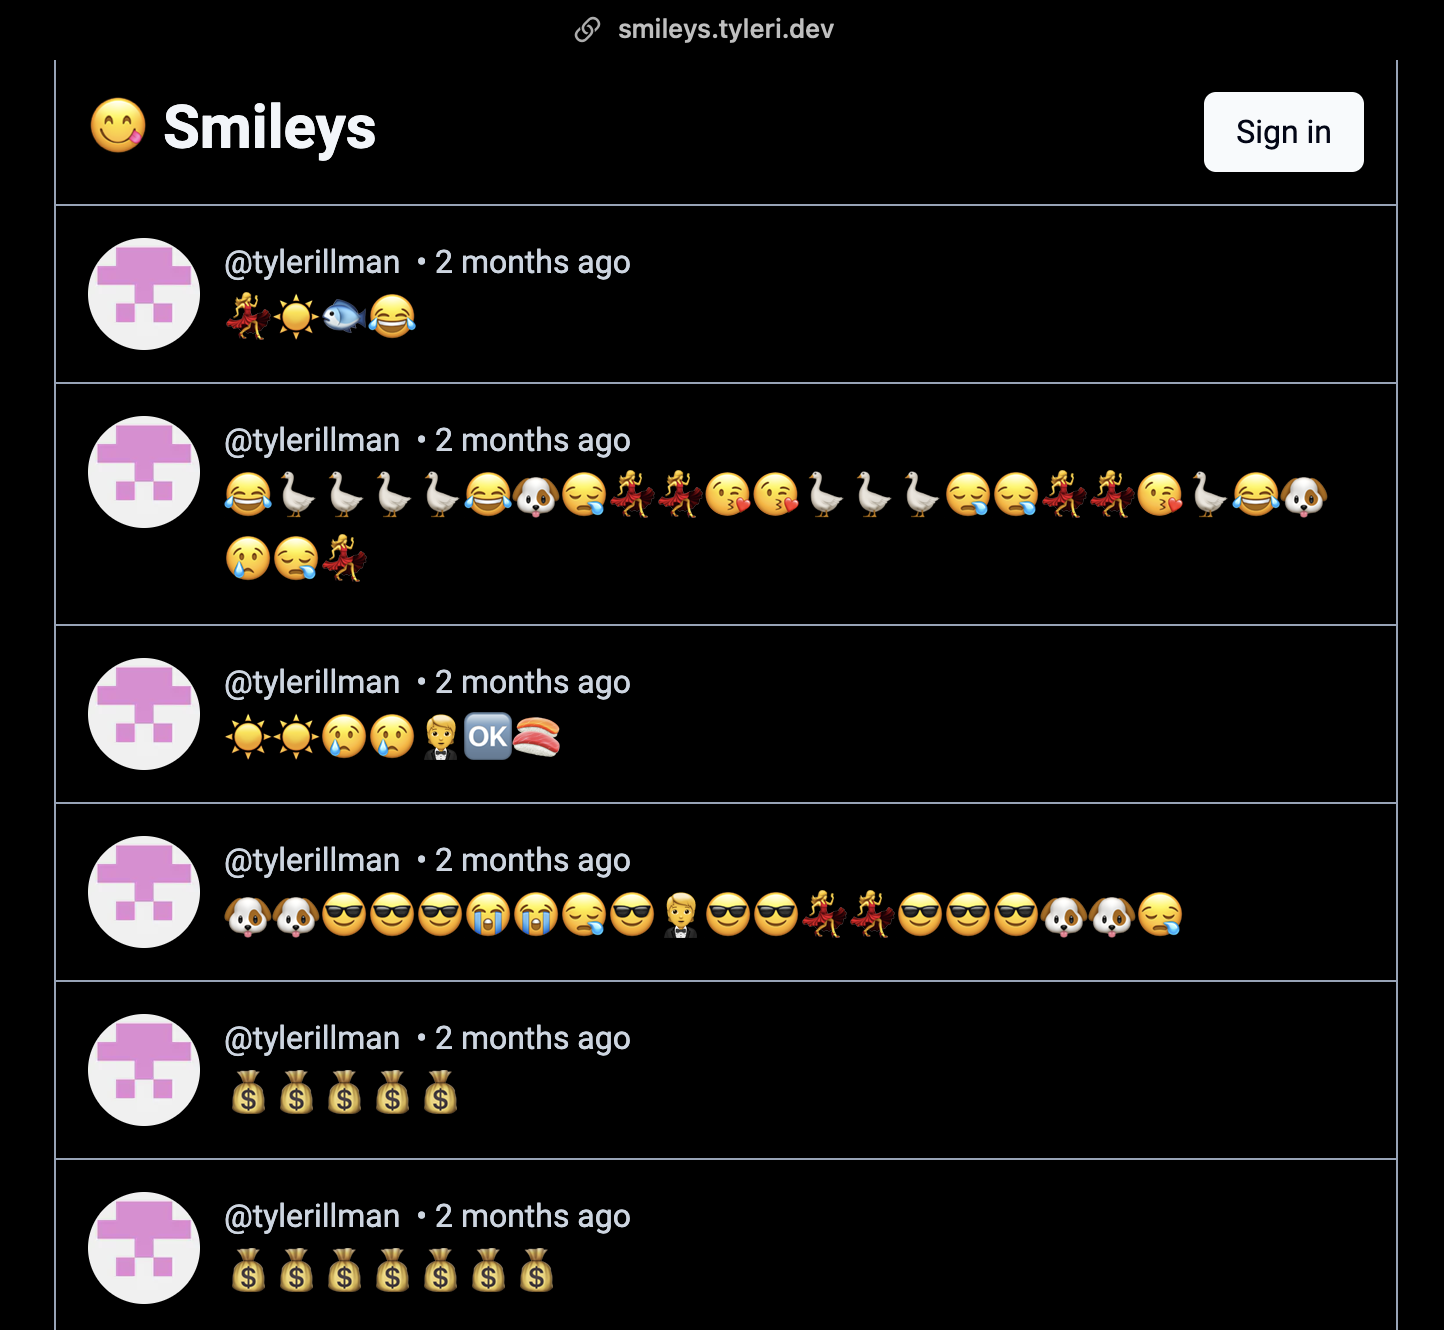 smileys.tyleri.dev
😋 Smileys
Sign in
@tylerillman • 2 months ago
💃☀️🐟😂
@tylerillman • 2 months ago
😂🪿🪿🪿🪿😂🐶😪💃💃😘😘🪿🪿🪿😪😪💃💃😘🪿😂🐶
😢😪💃
@tylerillman • 2 months ago
☀️☀️😢😢🤵🆗🍣
@tylerillman • 2 months ago
🐶🐶😎😎😎😭😭😪😎🤵😎😎💃💃😎😎😎🐶🐶😪
@tylerillman • 2 months ago
💰💰💰💰💰
@tylerillman • 2 months ago
💰💰💰💰💰💰💰